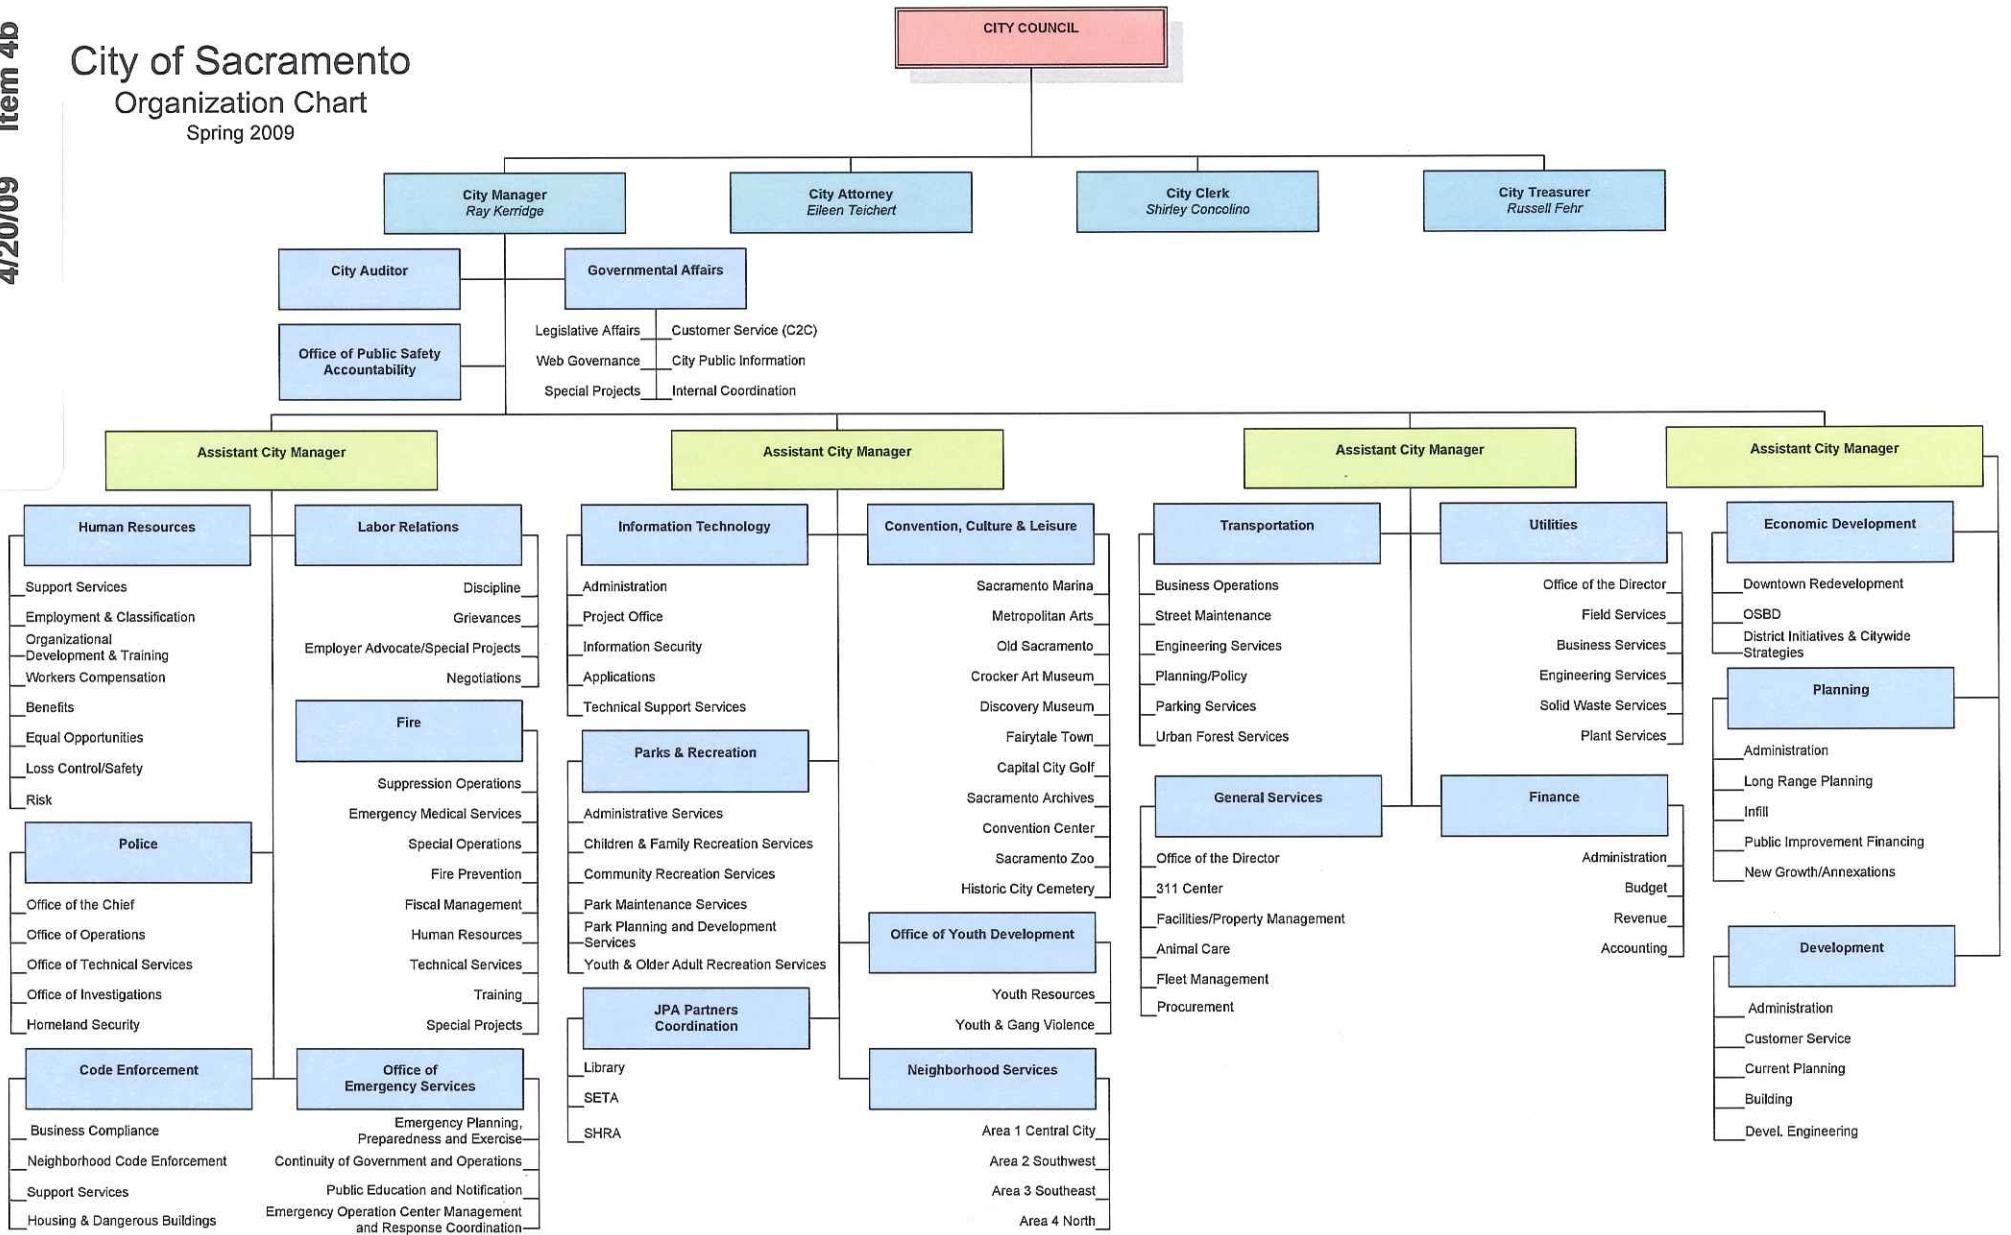 Item 4b
4/20/09
City of Sacramento
Organization Chart
Spring 2009
CITY COUNCIL
City Manager
Ray Kerridge
City Attorney
Eileen Teichert
City Clerk
Shirley Concolino
City Treasurer
Russell Fehr
City Auditor
Governmental Affairs
Office of Public Safety
Accountability
Legislative Affairs
Customer Service (C2C)
Web Governance
City Public Information
Special Projects
Internal Coordination
Assistant City Manager
Human Resources
Support Services
Employment & Classification
Organizational
Development & Training
Workers Compensation
Benefits
Equal Opportunities
Loss Control/Safety
Risk
Police
Office of the Chief
Office of Operations
Office of Technical Services
Office of Investigations
Homeland Security
Code Enforcement
Business Compliance
Neighborhood Code Enforcement
Support Services
Housing & Dangerous Buildings
Labor Relations
Discipline
Grievances
Employer Advocate/Special Projects
Negotiations
Fire
Suppression Operations
Emergency Medical Services
Special Operations
Fire Prevention
Fiscal Management
Human Resources
Technical Services
Training
Special Projects
Office of
Emergency Services
Emergency Planning,
Preparedness and Exercise
Continuity of Government and Operations
Public Education and Notification
Emergency Operation Center Management
and Response Coordination
Assistant City Manager
Information Technology
Administration
Project Office
Information Security
Applications
Technical Support Services
Parks & Recreation
Administrative Services
Children & Family Recreation Services
Community Recreation Services
Park Maintenance Services
Park Planning and Development
Services
Youth & Older Adult Recreation Services
JPA Partners
Coordination
Library
SETA
SHRA
Convention, Culture & Leisure
Sacramento Marina
Metropolitan Arts
Old Sacramento
Crocker Art Museum
Discovery Museum
Fairytale Town
Capital City Golf
Sacramento Archives
Convention Center
Sacramento Zoo
Historic City Cemetery
Office of Youth Development
Youth Resources
Youth & Gang Violence
Neighborhood Services
Area 1 Central City
Area 2 Southwest
Area 3 Southeast
Area 4 North
Assistant City Manager
Transportation
Business Operations
Street Maintenance
Engineering Services
Planning/Policy
Parking Services
Urban Forest Services
General Services
Office of the Director
311 Center
Facilities/Property Management
Animal Care
Fleet Management
Procurement
Utilities
Office of the Director
Field Services
Business Services
Engineering Services
Solid Waste Services
Plant Services
Finance
Administration
Budget
Revenue
Accounting
Assistant City Manager
Economic Development
Downtown Redevelopment
OSBD
District Initiatives & Citywide
Strategies
Planning
Administration
Long Range Planning
Infill
Public Improvement Financing
New Growth/Annexations
Development
Administration
Customer Service
Current Planning
Building
Devel. Engineering